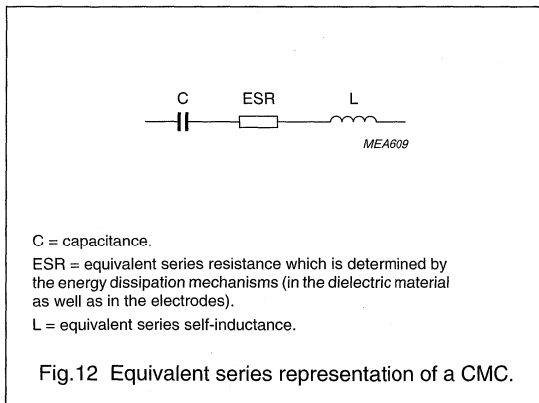 C ESR L
MEA609
C = capacitance.
ESR = equivalent series resistance which is determined by
the energy dissipation mechanisms (in the dielectric material
as well as in the electrodes).
L = equivalent series self-inductance.
Fig.12 Equivalent series representation of a CMC.